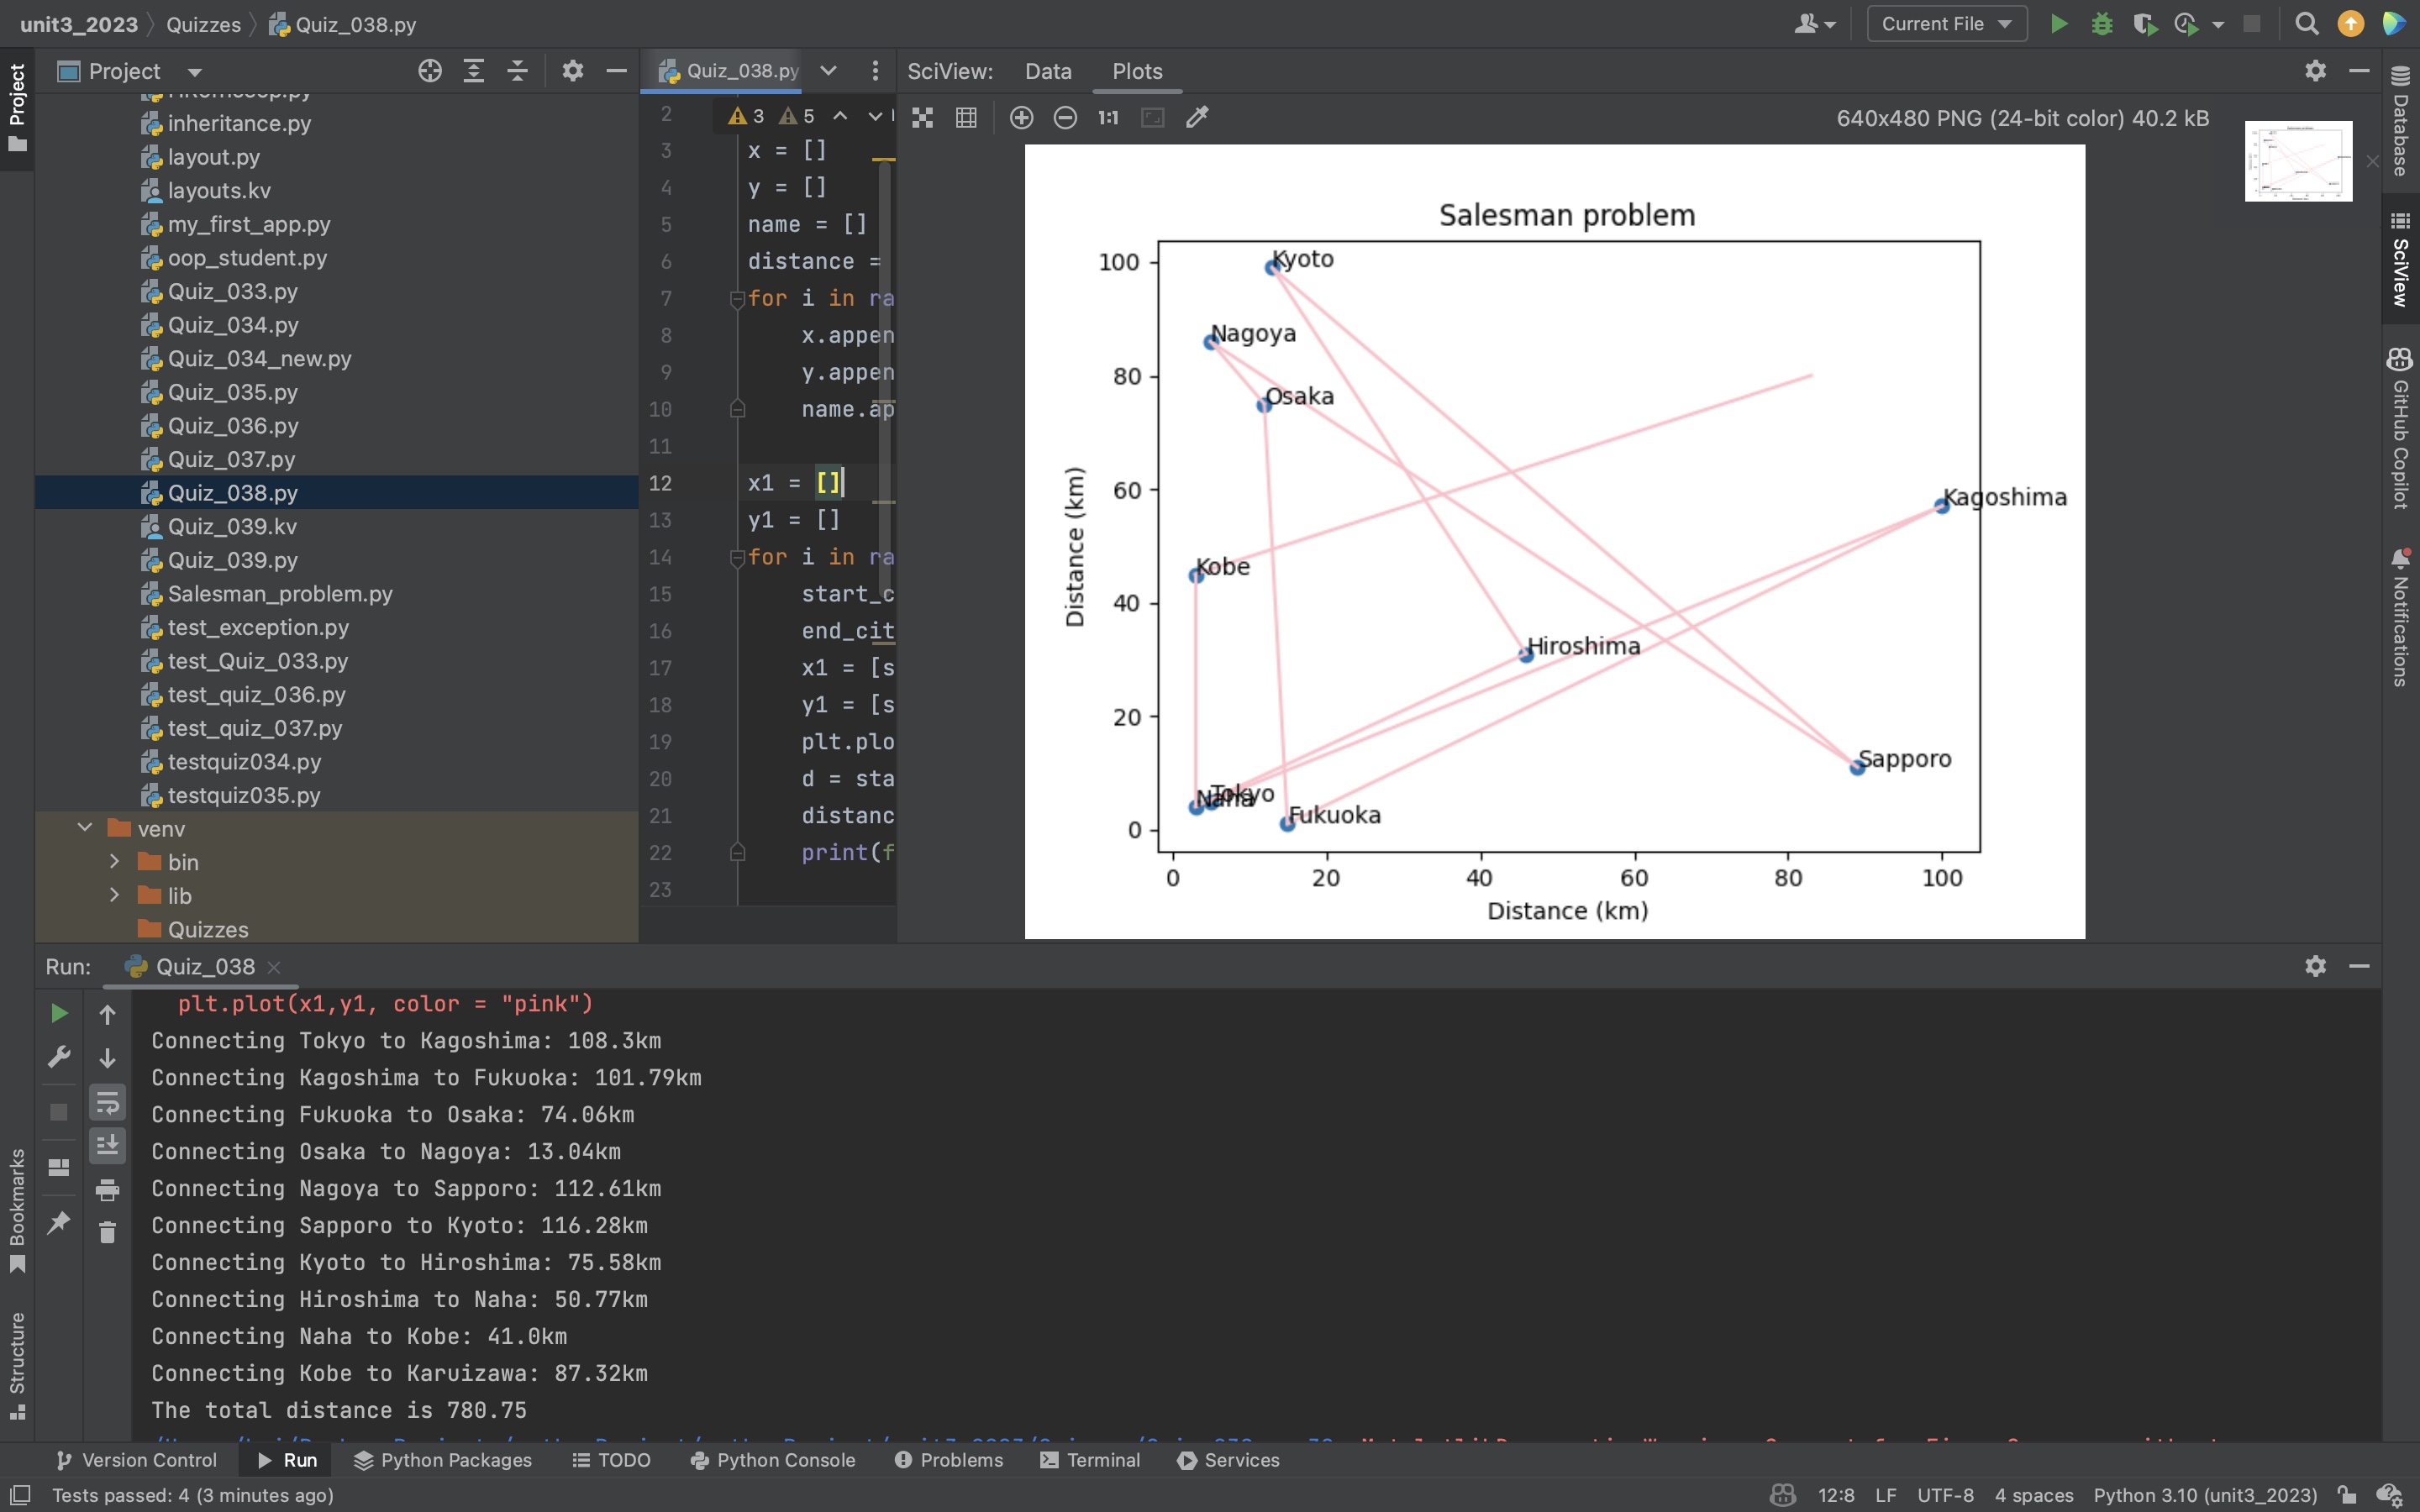 unit3_2023
Quizzes
Quiz_038.py
Current File
Project
Project
Quiz_038.py
SciView:
Data
Plots
inheritance.py
layout.py
layouts.kv
my_first_app.py
oop_student.py
Quiz_033.py
Quiz_034.py
Quiz_034_new.py
Quiz_035.py
Quiz_036.py
Quiz_037.py
Quiz_038.py
Quiz_039.kv
Quiz_039.py
Salesman_problem.py
test_exception.py
test_Quiz_033.py
test_quiz_036.py
test_quiz_037.py
testquiz034.py
testquiz035.py
venv
bin
lib
Quizzes
3 5
2
3 x = []
4 y = []
5 name = []
6 distance =
7 for i in ra
8 x.appen
9 y.appen
10 name.ap
11
12 x1 = []
13 y1 = []
14 for i in ra
15 start_c
16 end_cit
17 x1 = [s
18 y1 = [s
19 plt.plo
20 d = sta
21 distanc
22 print(f
23
1:1
640x480 PNG (24-bit color) 40.2 kB
Salesman problem
100
80
60
40
20
0
Distance (km)
Kyoto
Nagoya
Osaka
Kagoshima
Kobe
Hiroshima
Sapporo
Naha
Tokyo
Fukuoka
0 20 40 60 80 100
Distance (km)
Database
SciView
GitHub Copilot
Notifications
Run:
Quiz_038
plt.plot(x1,y1, color = "pink")
Connecting Tokyo to Kagoshima: 108.3km
Connecting Kagoshima to Fukuoka: 101.79km
Connecting Fukuoka to Osaka: 74.06km
Connecting Osaka to Nagoya: 13.04km
Connecting Nagoya to Sapporo: 112.61km
Connecting Sapporo to Kyoto: 116.28km
Connecting Kyoto to Hiroshima: 75.58km
Connecting Hiroshima to Naha: 50.77km
Connecting Naha to Kobe: 41.0km
Connecting Kobe to Karuizawa: 87.32km
The total distance is 780.75
Bookmarks
Structure
Version Control
Run
Python Packages
TODO
Python Console
Problems
Terminal
Services
Tests passed: 4 (3 minutes ago)
12:8
LF
UTF-8
4 spaces
Python 3.10 (unit3_2023)